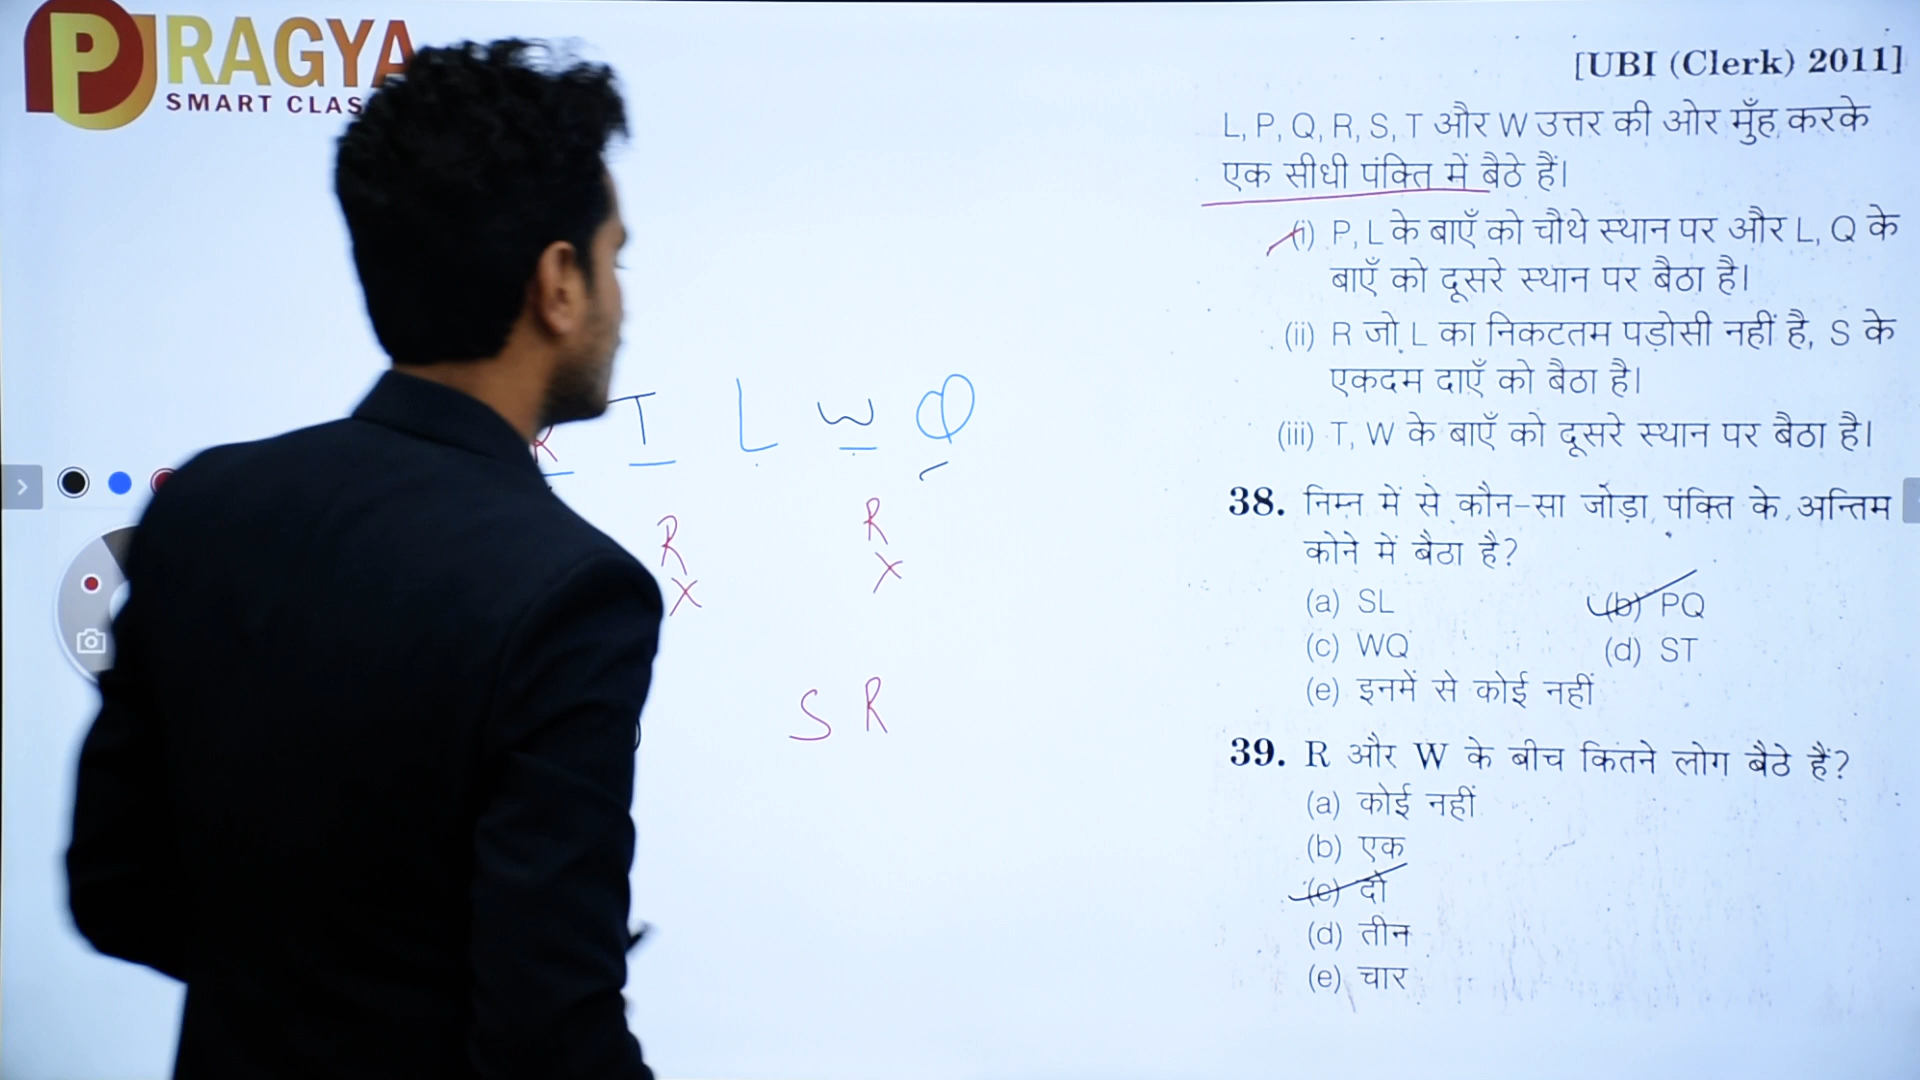 PRAGYA
SMART CLAS
[UBI (Clerk) 2011]
L, P, Q, R, S, T और W उत्तर की ओर मुँह करके
एक सीधी पंक्ति में बैठे हैं।
(i) P, L के बाएँ को चौथे स्थान पर और L, Q के
बाएँ को दूसरे स्थान पर बैठा है।
(ii) R जो L का निकटतम पड़ोसी नहीं है, S के
एकदम दाएँ को बैठा है।
(iii) T, W के बाएँ को दूसरे स्थान पर बैठा है।
38. निम्न में से कौन-सा जोड़ा पंक्ति के अन्तिम
कोने में बैठा है?
(a) SL (b) PQ
(c) WQ (d) ST
(e) इनमें से कोई नहीं
39. R और W के बीच कितने लोग बैठे हैं?
(a) कोई नहीं
(b) एक
(c) दो
(d) तीन
(e) चार
R T L W Q
R R
X X
S R